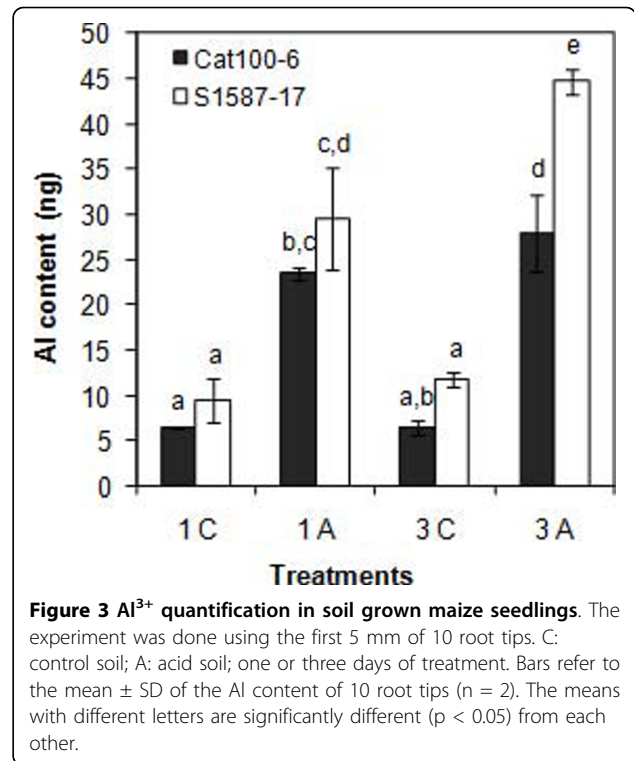 50
45
40
35
30
25
20
15
10
5
0
Al content (ng)
Cat100-6
S1587-17
a
a
b,c
c,d
a,b
a
d
e
1 C
1 A
3 C
3 A
Treatments
Figure 3 Al³⁺ quantification in soil grown maize seedlings. The
experiment was done using the first 5 mm of 10 root tips. C:
control soil; A: acid soil; one or three days of treatment. Bars refer to
the mean ± SD of the Al content of 10 root tips (n = 2). The means
with different letters are significantly different (p < 0.05) from each
other.